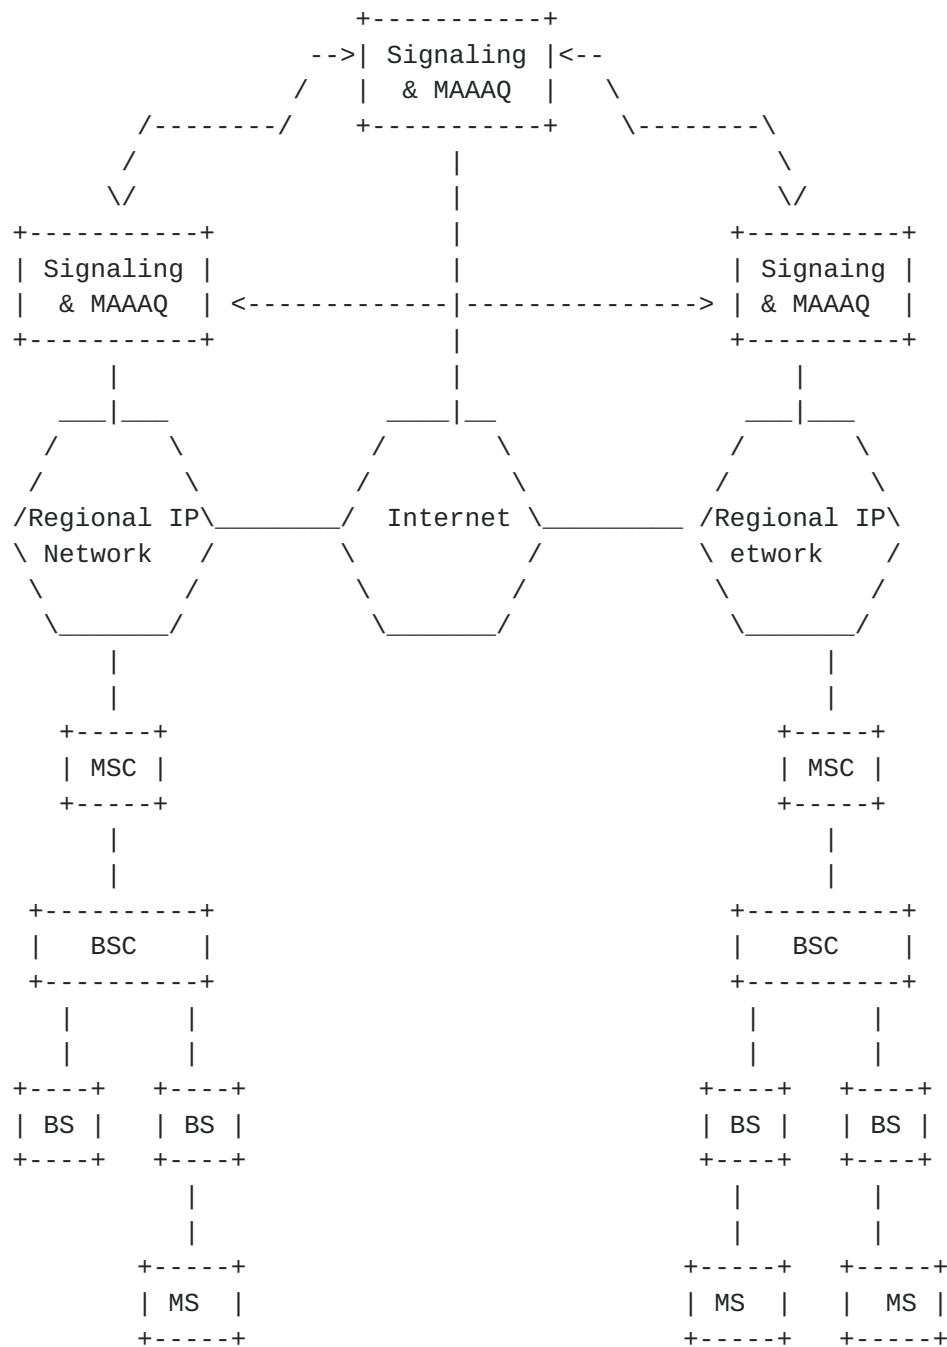 Signaling
& MAAAQ
Signaling Signaing
& MAAAQ & MAAAQ
Regional IP Internet Regional IP
Network etwork
MSC MSC
BSC BSC
BS BS BS BS
MS MS MS